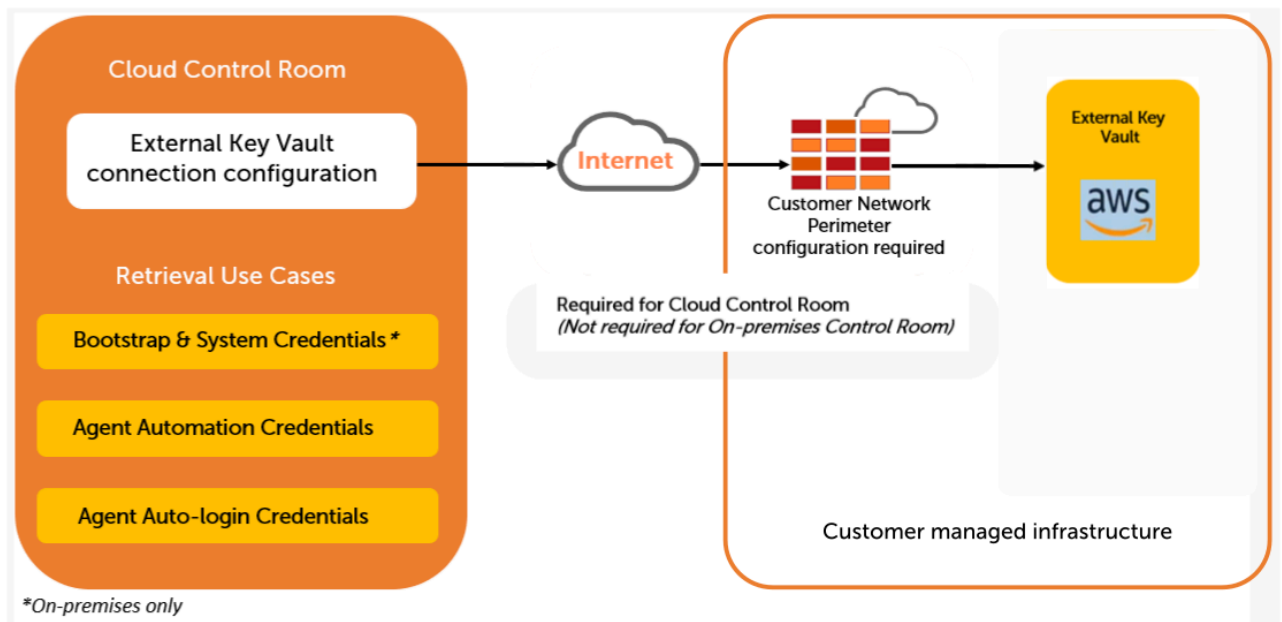 Cloud Control Room
External Key Vault
connection configuration
Retrieval Use Cases
Bootstrap & System Credentials *
Agent Automation Credentials
Agent Auto-login Credentials
*On-premises only
Internet
Customer Network
Perimeter
configuration required
Required for Cloud Control Room
(Not required for On-premises Control Room)
External Key
Vault
aws
Customer managed infrastructure